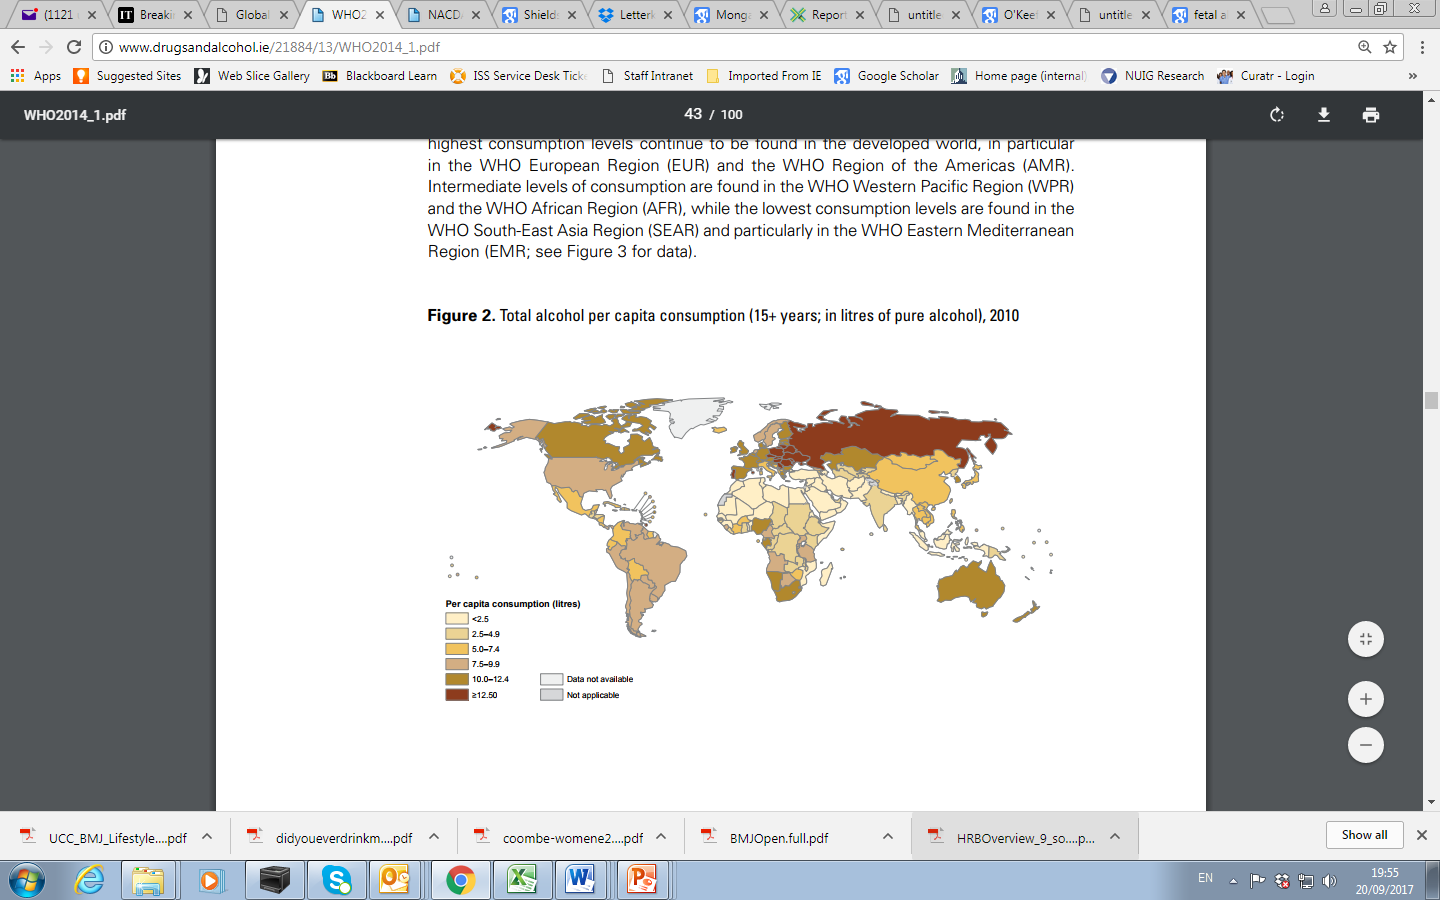 (1121
Breaki
Global
WHO2
NACD
Shield
Letterk
Monga
Report
untitle
O'Keef
untitle
fetal a
www.drugsandalcohol.ie/21884/13/WHO2014_1.pdf
Apps
Suggested Sites
Web Slice Gallery
Bb
Blackboard Learn
ISS Service Desk Ticke
Staff Intranet
Imported From IE
Google Scholar
Home page (internal)
NUIG Research
Curatr - Login
»
WHO2014_1.pdf
43 / 100
highest consumption levels continue to be found in the developed world, in particular
in the WHO European Region (EUR) and the WHO Region of the Americas (AMR).
Intermediate levels of consumption are found in the WHO Western Pacific Region (WPR)
and the WHO African Region (AFR), while the lowest consumption levels are found in the
WHO South-East Asia Region (SEAR) and particularly in the WHO Eastern Mediterranean
Region (EMR; see Figure 3 for data).
Figure 2. Total alcohol per capita consumption (15+ years; in litres of pure alcohol), 2010
Per capita consumption (litres)
<2.5
2.5–4.9
5.0–7.4
7.5–9.9
10.0–12.4
≥12.50
Data not available
Not applicable
UCC_BMJ_Lifestyle....pdf
didyoueverdrinkm....pdf
coombe-womene2....pdf
BMJOpen.full.pdf
HRBOverview_9_so....p...
Show all
EN
19:55
20/09/2017